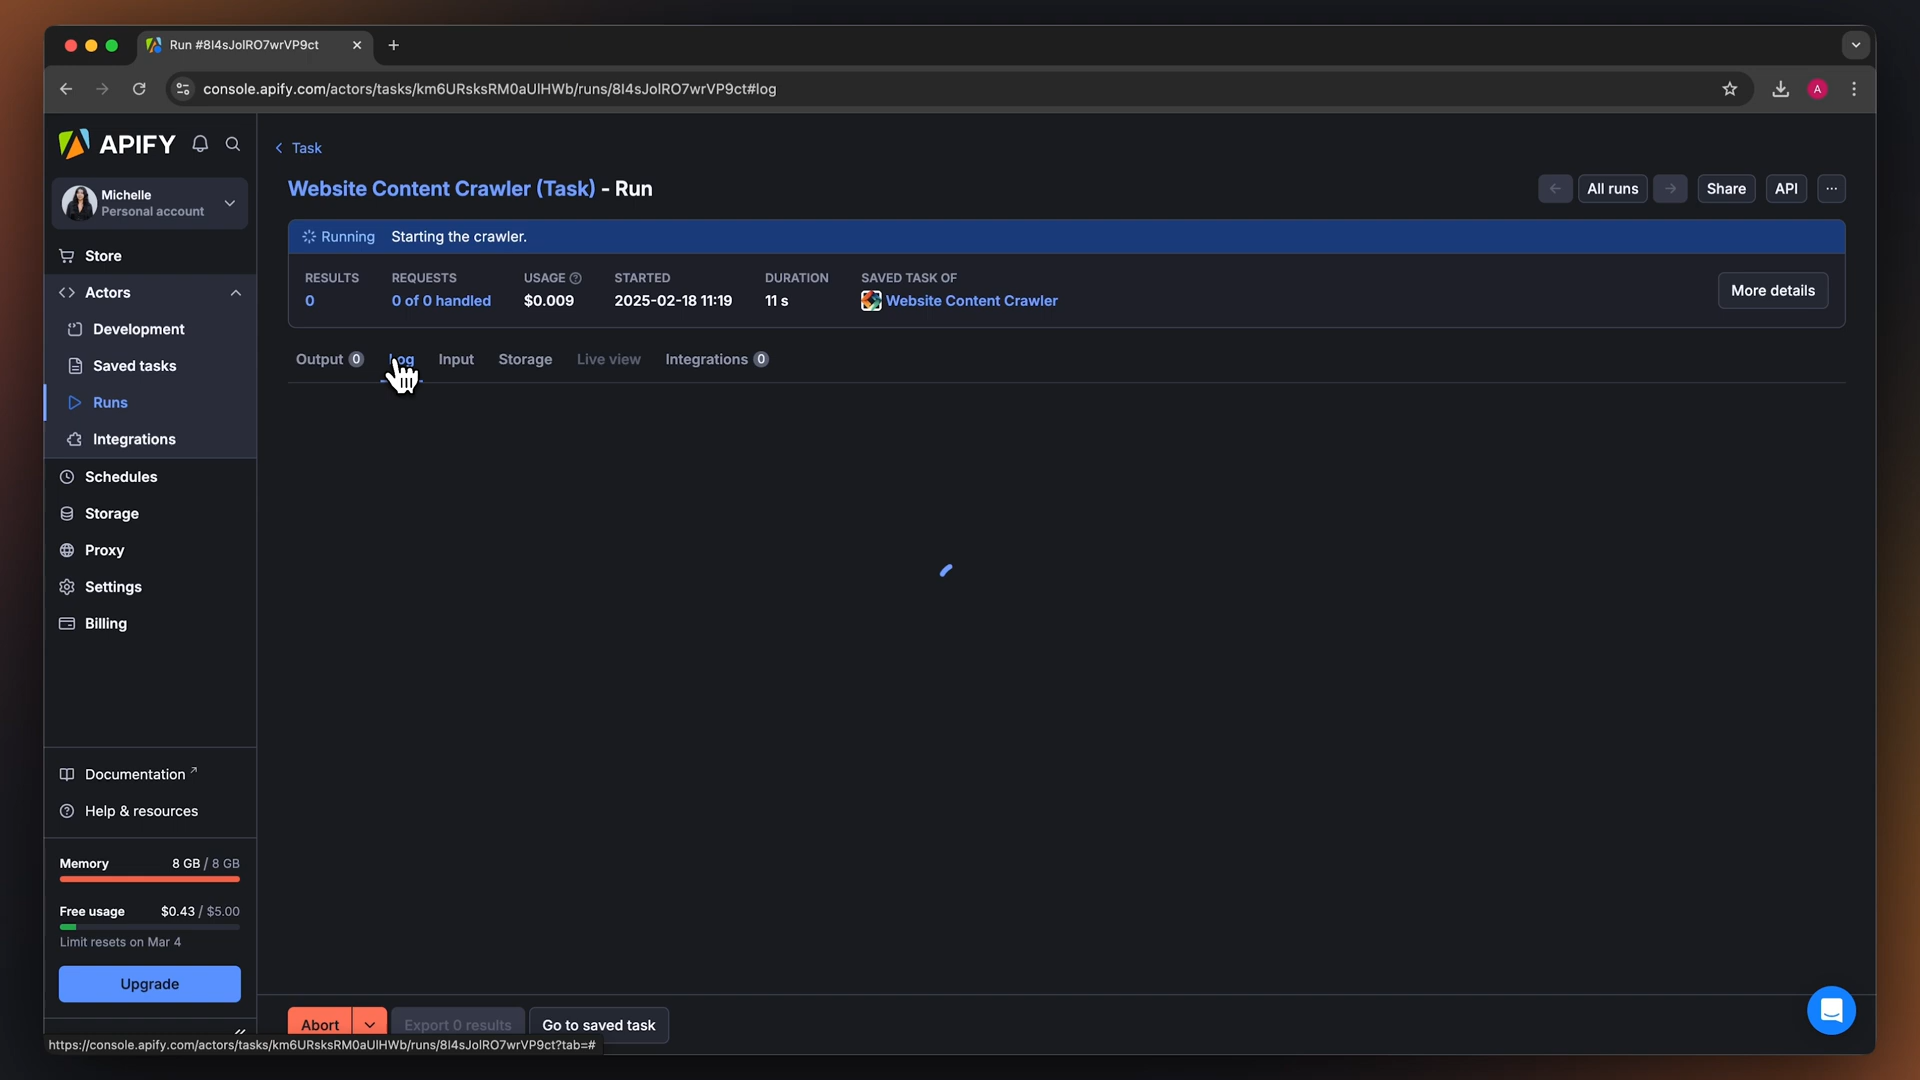 Run #8I4sJolRO7wrVP9ct
console.apify.com/actors/tasks/km6URsksRM0aUIHWb/runs/8I4sJolRO7wrVP9ct#log
A
APIFY
Michelle
Personal account
Store
Actors
Development
Saved tasks
Runs
Integrations
Schedules
Storage
Proxy
Settings
Billing
Documentation
Help & resources
Memory 8 GB / 8 GB
Free usage $0.43 / $5.00
Limit resets on Mar 4
Upgrade
Task
Website Content Crawler (Task) - Run
All runs
Share
API
Running Starting the crawler.
RESULTS REQUESTS USAGE STARTED DURATION SAVED TASK OF
0 0 of 0 handled $0.009 2025-02-18 11:19 11 s Website Content Crawler
More details
Output 0 Log Input Storage Live view Integrations 0
Abort Export 0 results Go to saved task
https://console.apify.com/actors/tasks/km6URsksRM0aUIHWb/runs/8I4sJolRO7wrVP9ct?tab=#